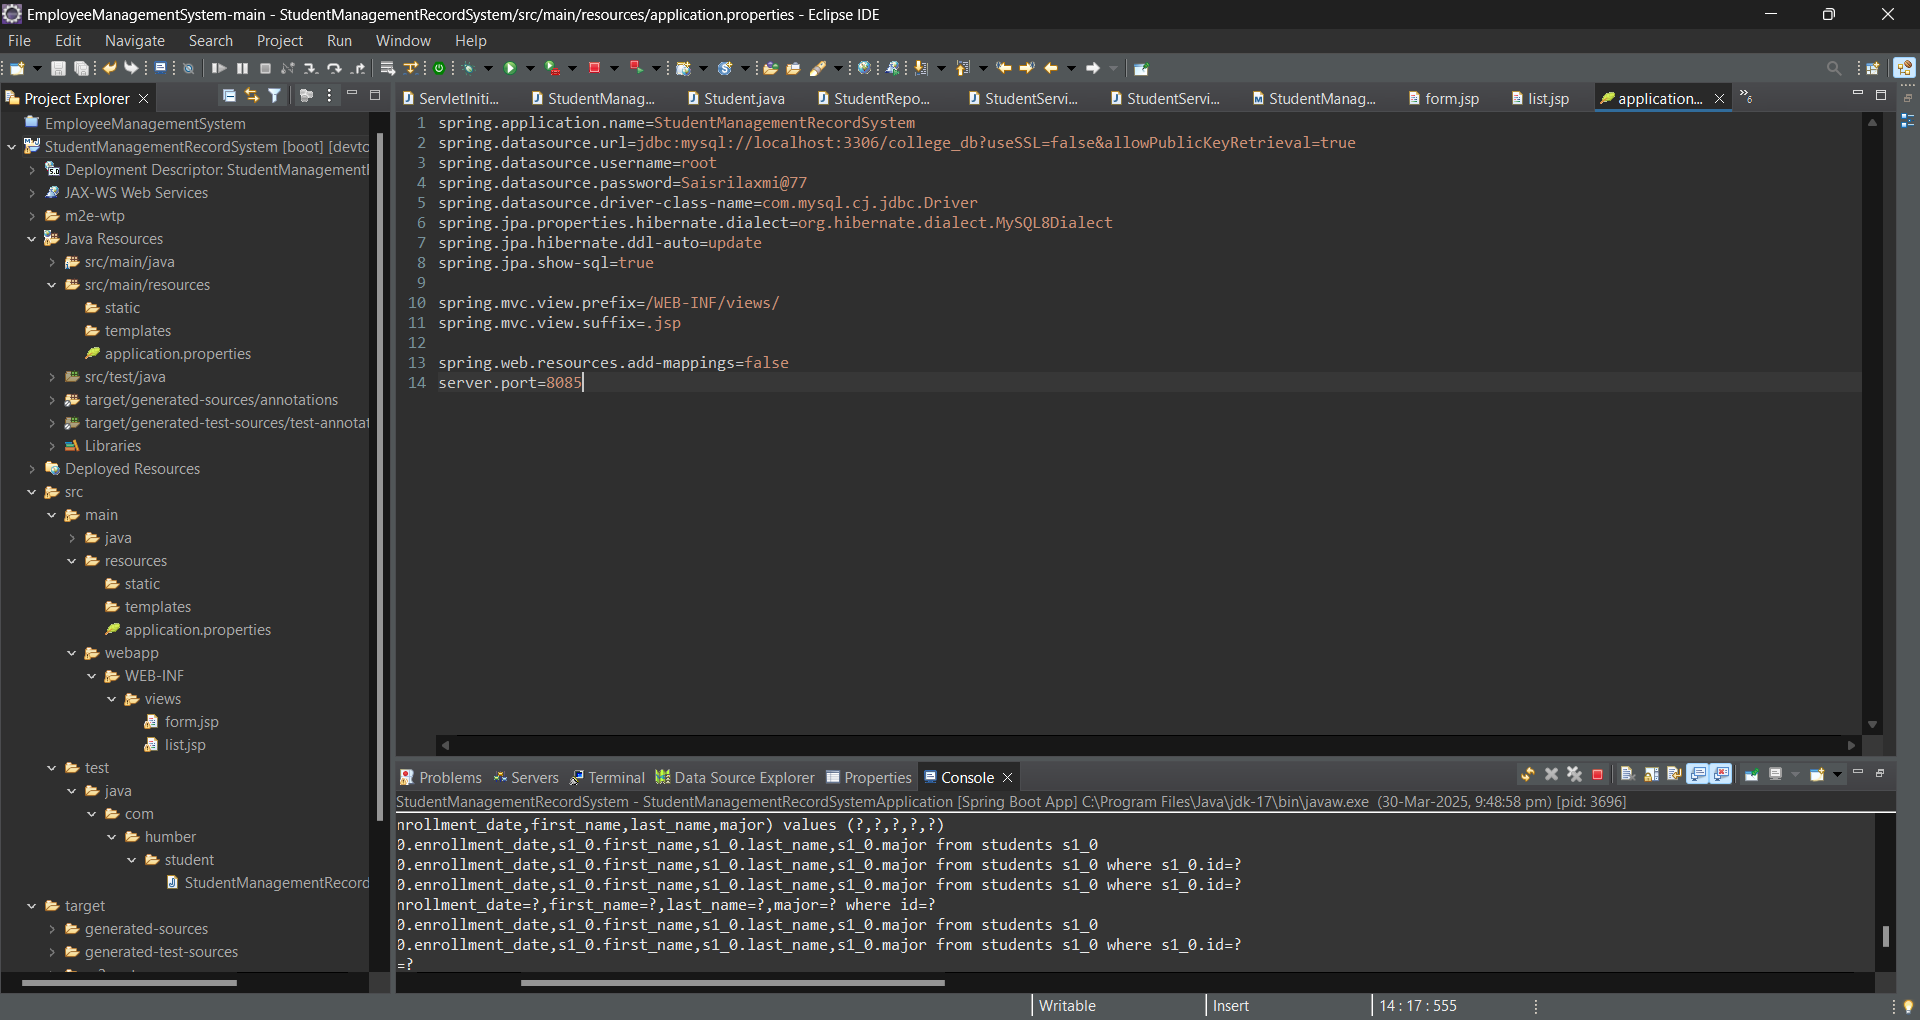 EmployeeManagementSystem-main - StudentManagementRecordSystem/src/main/resources/application.properties - Eclipse IDE
File Edit Navigate Search Project Run Window Help
Project Explorer
ServletIniti...
StudentManag...
Student.java
StudentRepo...
StudentServi...
StudentServi...
StudentManag...
form.jsp
list.jsp
application...
»6
EmployeeManagementSystem
StudentManagementRecordSystem [boot] [devto
Deployment Descriptor: StudentManagement
JAX-WS Web Services
m2e-wtp
Java Resources
src/main/java
src/main/resources
static
templates
application.properties
src/test/java
target/generated-sources/annotations
target/generated-test-sources/test-annotat
Libraries
Deployed Resources
src
main
java
resources
static
templates
application.properties
webapp
WEB-INF
views
form.jsp
list.jsp
test
java
com
humber
student
StudentManagementRecord
target
generated-sources
generated-test-sources
1 spring.application.name=StudentManagementRecordSystem
2 spring.datasource.url=jdbc:mysql://localhost:3306/college_db?useSSL=false&allowPublicKeyRetrieval=true
3 spring.datasource.username=root
4 spring.datasource.password=Saisrilaxmi@77
5 spring.datasource.driver-class-name=com.mysql.cj.jdbc.Driver
6 spring.jpa.properties.hibernate.dialect=org.hibernate.dialect.MySQL8Dialect
7 spring.jpa.hibernate.ddl-auto=update
8 spring.jpa.show-sql=true
9
10 spring.mvc.view.prefix=/WEB-INF/views/
11 spring.mvc.view.suffix=.jsp
12
13 spring.web.resources.add-mappings=false
14 server.port=8085
Problems Servers Terminal Data Source Explorer Properties Console
StudentManagementRecordSystem - StudentManagementRecordSystemApplication [Spring Boot App] C:\Program Files\Java\jdk-17\bin\javaw.exe (30-Mar-2025, 9:48:58 pm) [pid: 3696]
nrollment_date,first_name,last_name,major) values (?,?,?,?,?)
0.enrollment_date,s1_0.first_name,s1_0.last_name,s1_0.major from students s1_0
0.enrollment_date,s1_0.first_name,s1_0.last_name,s1_0.major from students s1_0 where s1_0.id=?
0.enrollment_date,s1_0.first_name,s1_0.last_name,s1_0.major from students s1_0 where s1_0.id=?
nrollment_date=?,first_name=?,last_name=?,major=? where id=?
0.enrollment_date,s1_0.first_name,s1_0.last_name,s1_0.major from students s1_0
0.enrollment_date,s1_0.first_name,s1_0.last_name,s1_0.major from students s1_0 where s1_0.id=?
=?
Writable Insert 14 : 17 : 555